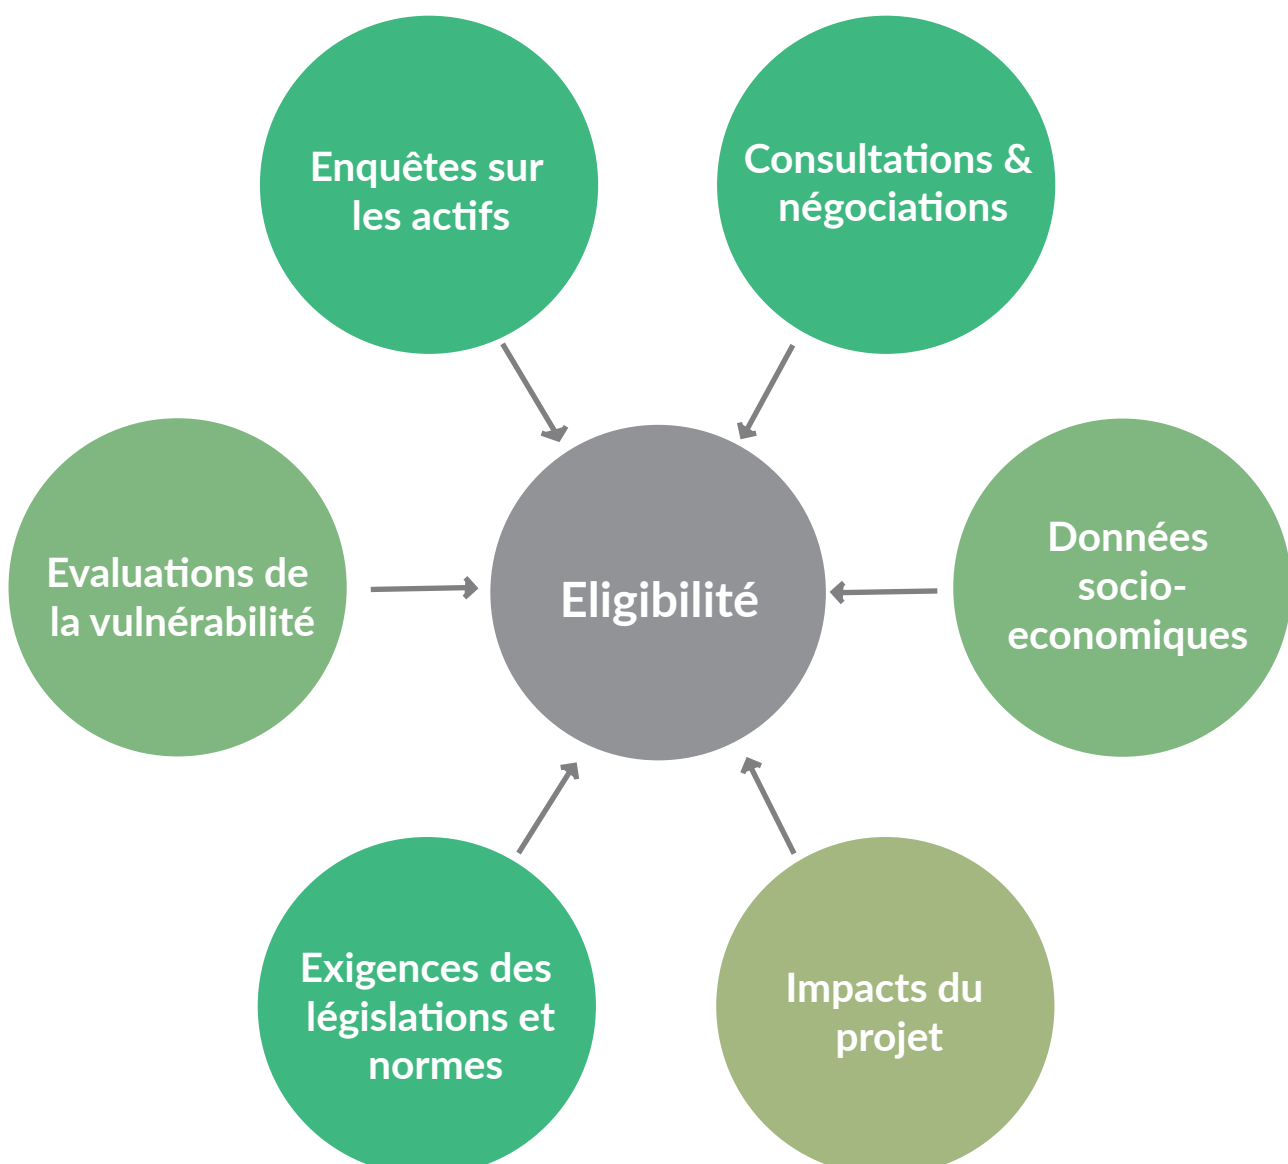 Enquêtes sur
les actifs
Consultations &
négociations
Evaluations de
la vulnérabilité
Eligibilité
Données
socio-
economiques
Exigences des
législations et
normes
Impacts du
projet